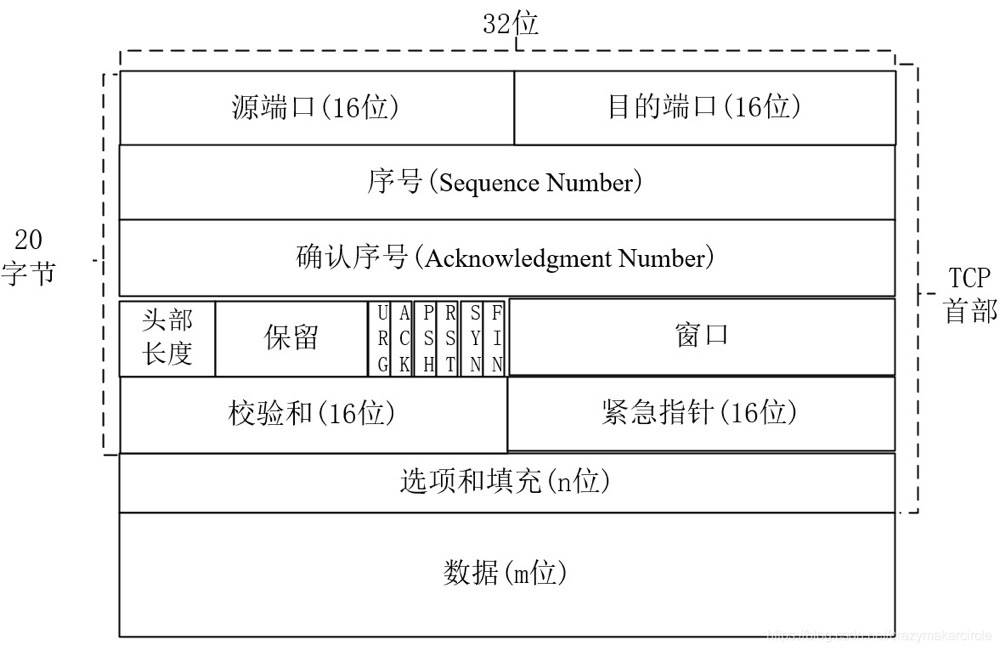 32位
源端口(16位)
目的端口(16位)
序号(Sequence Number)
20
字节
确认序号(Acknowledgment Number)
TCP
首部
头部
长度
保留
URG
ACK
PSH
RST
SYN
FIN
窗口
校验和(16位)
紧急指针(16位)
选项和填充(n位)
数据(m位)
https://blog.csdn.net/crazymakercircle